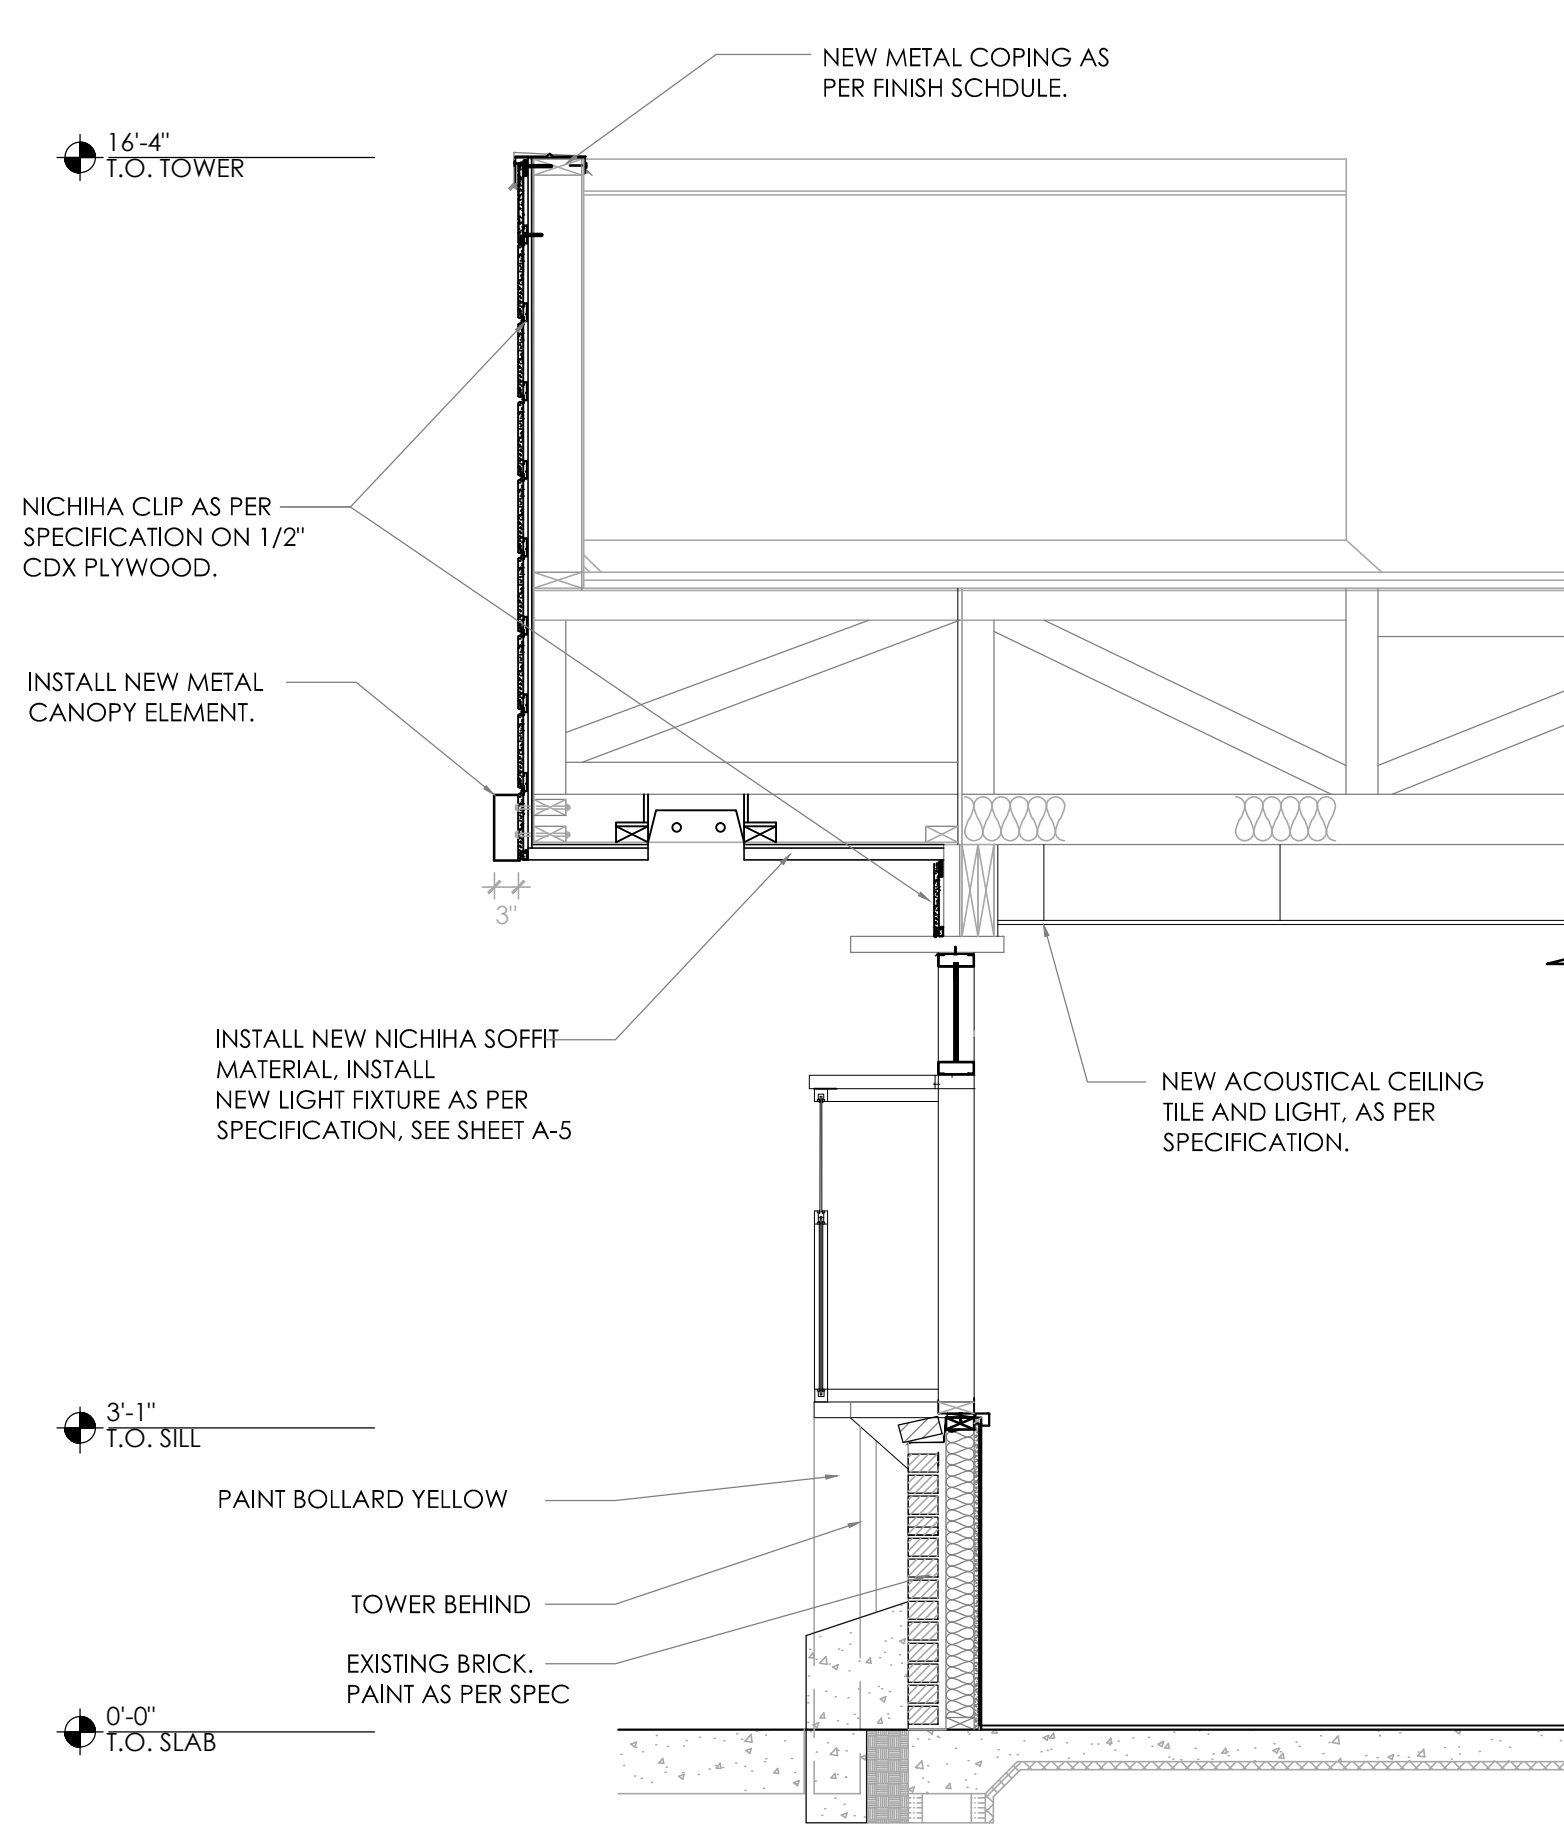 NEW METAL COPING AS
PER FINISH SCHDULE.
16'-4"
T.O. TOWER
NICHIHA CLIP AS PER
SPECIFICATION ON 1/2"
CDX PLYWOOD.
INSTALL NEW METAL
CANOPY ELEMENT.
3"
INSTALL NEW NICHIHA SOFFIT
MATERIAL, INSTALL
NEW LIGHT FIXTURE AS PER
SPECIFICATION, SEE SHEET A-5
NEW ACOUSTICAL CEILING
TILE AND LIGHT, AS PER
SPECIFICATION.
3'-1"
T.O. SILL
PAINT BOLLARD YELLOW
TOWER BEHIND
EXISTING BRICK.
PAINT AS PER SPEC
0'-0"
T.O. SLAB